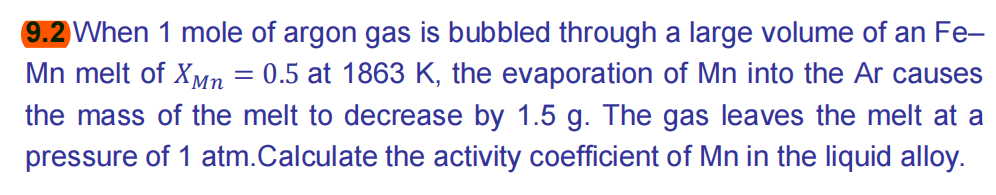 9.2 When 1 mole of argon gas is bubbled through a large volume of an Fe–
Mn melt of X_{Mn} = 0.5 at 1863 K, the evaporation of Mn into the Ar causes
the mass of the melt to decrease by 1.5 g. The gas leaves the melt at a
pressure of 1 atm.Calculate the activity coefficient of Mn in the liquid alloy.